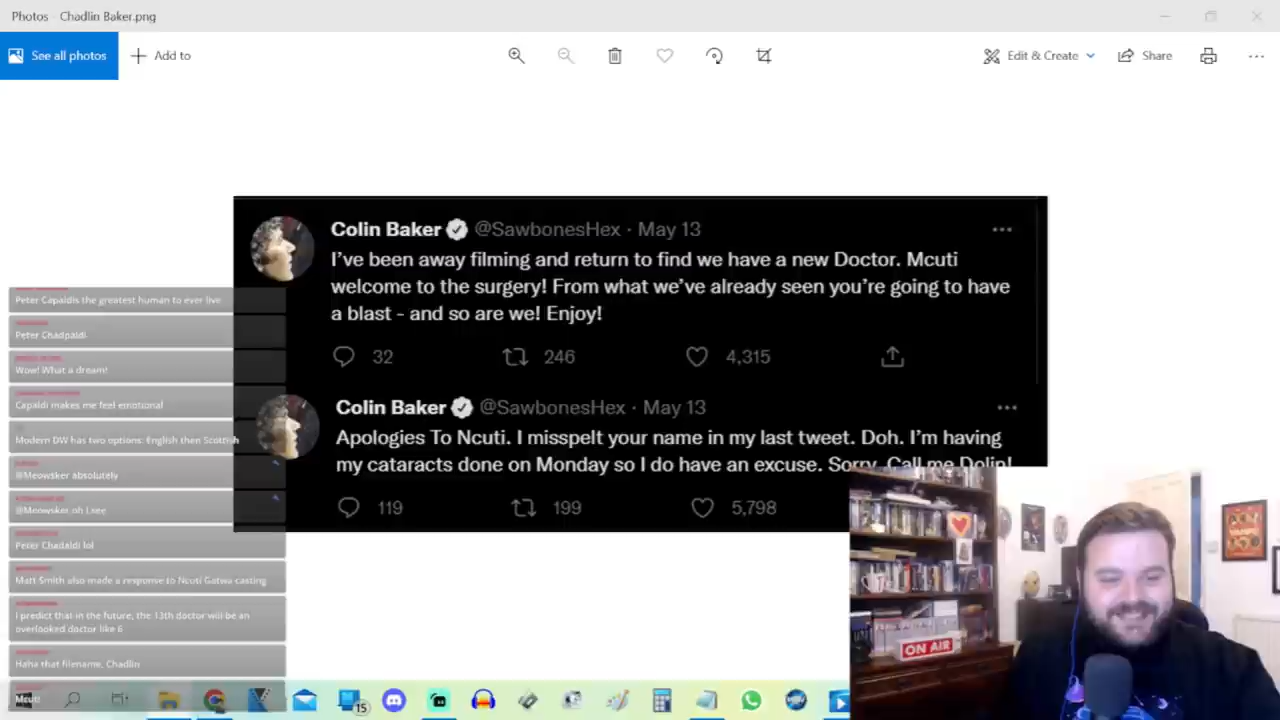 Photos - Chadlin Baker.png
See all photos
Add to
Edit & Create
Share
Colin Baker @SawbonesHex · May 13
I've been away filming and return to find we have a new Doctor. Mcuti
welcome to the surgery! From what we've already seen you're going to have
a blast - and so are we! Enjoy!
32 246 4,315
Colin Baker @SawbonesHex · May 13
Apologies To Ncuti. I misspelt your name in my last tweet. Doh. I'm having
my cataracts done on Monday so I do have an excuse. Sorry. Call me Dolin!
119 199 5,798
Peter Capaldis the greatest human to ever live
Peter Chadpaldi
Wow! What a dream!
Capaldi makes me feel emotional
Modern DW has two options: English then Scottish
@Meowsker absolutely
@Meowsker oh I see
Peter Chadaldi lol
Matt Smith also made a response to Ncuti Gatwa casting
I predict that in the future, the 13th doctor will be an
overlooked doctor like 6
Haha that filename, Chadlin
Mcuti
ON AIR
15